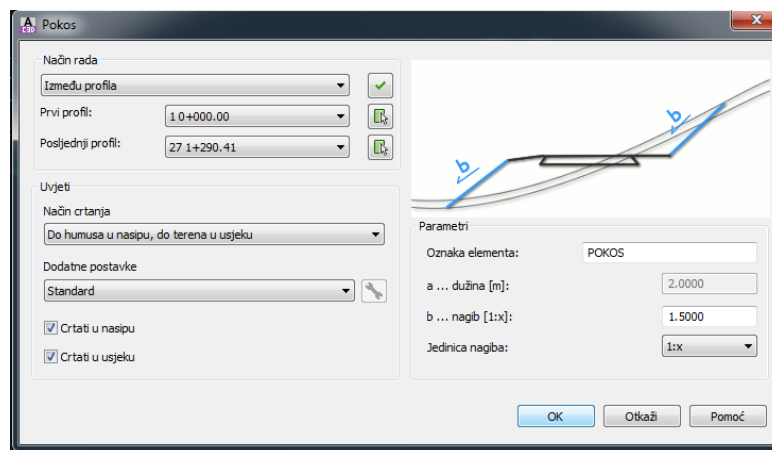 A
C3D
Pokos
X
Način rada
Između profila
Prvi profil:
1 0+000.00
Posljednji profil:
27 1+290.41
Uvjeti
Način crtanja
Do humusa u nasipu, do terena u usjeku
Dodatne postavke
Standard
Crtati u nasipu
Crtati u usjeku
b
b
Parametri
Oznaka elementa:
POKOS
a ... dužina [m]:
2.0000
b ... nagib [1:x]:
1.5000
Jedinica nagiba:
1:x
OK
Otkaži
Pomoć